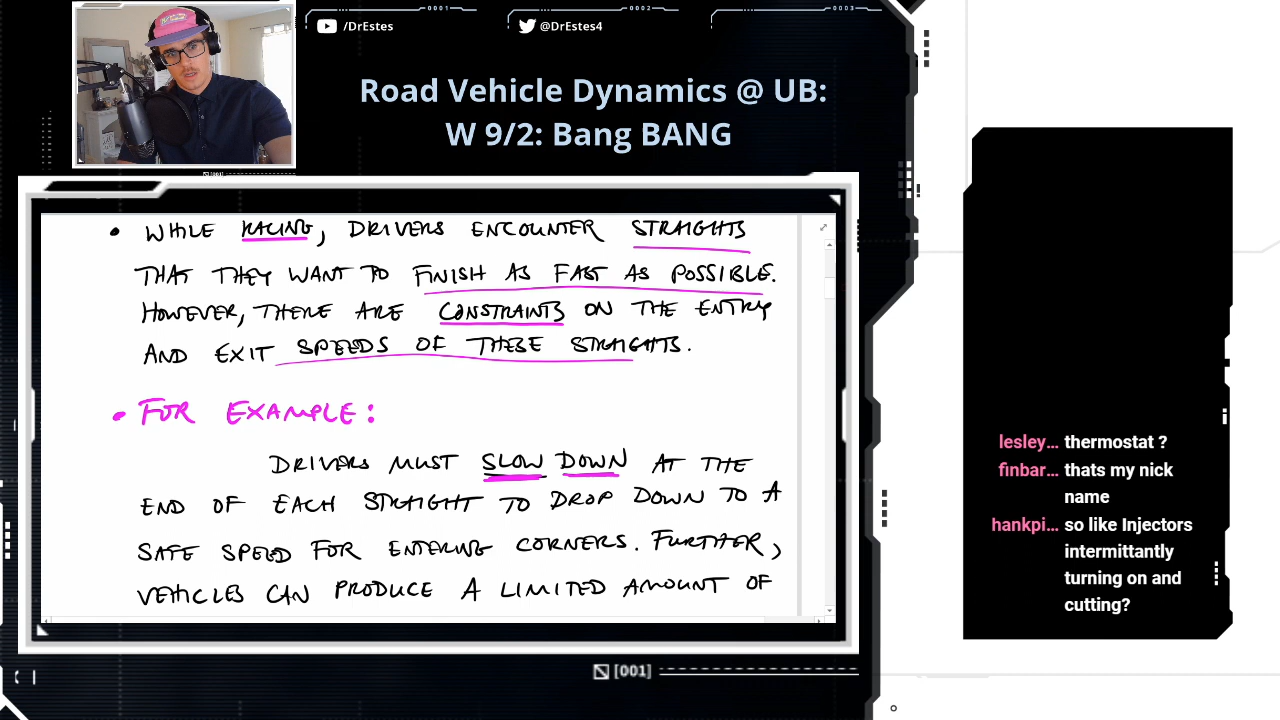 0001
0002
0003
/DrEstes
@DrEstes4
Road Vehicle Dynamics @ UB:
W 9/2: Bang BANG
[001]
• WHILE RACING, DRIVERS ENCOUNTER STRAIGHTS
THAT THEY WANT TO FINISH AS FAST AS POSSIBLE.
HOWEVER, THERE ARE CONSTRAINTS ON THE ENTRY
AND EXIT SPEEDS OF THESE STRAIGHTS.
• FOR EXAMPLE:
DRIVERS MUST SLOW DOWN AT THE
END OF EACH STRAIGHT TO DROP DOWN TO A
SAFE SPEED FOR ENTERING CORNERS. FURTHER,
VEHICLES CAN PRODUCE A LIMITED AMOUNT OF
[001]
lesley… thermostat ?
finbar… thats my nick
name
hankpi… so like Injectors
intermittantly
turning on and
cutting?